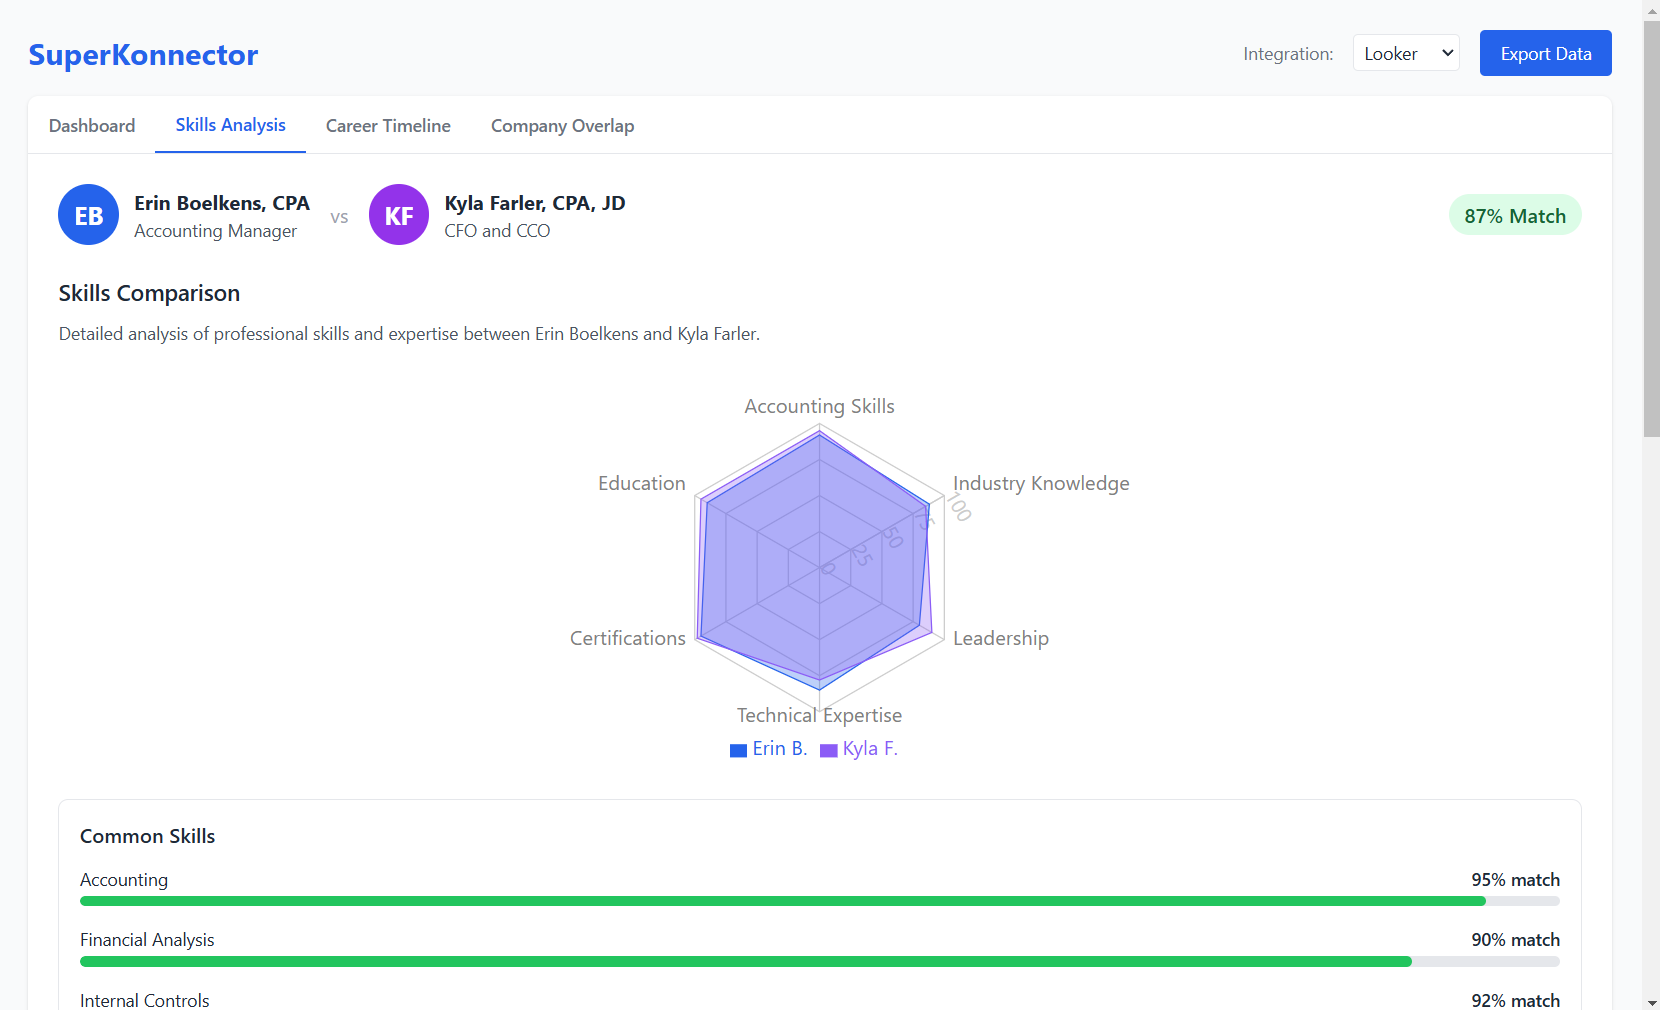 SuperKonnector
Integration:
Looker
Export Data
Dashboard
Skills Analysis
Career Timeline
Company Overlap
EB
Erin Boelkens, CPA
Accounting Manager
vs
KF
Kyla Farler, CPA, JD
CFO and CCO
87% Match
Skills Comparison
Detailed analysis of professional skills and expertise between Erin Boelkens and Kyla Farler.
Accounting Skills
Education
Industry Knowledge
100
75
50
25
0
Certifications
Leadership
Technical Expertise
Erin B.
Kyla F.
Common Skills
Accounting
95% match
Financial Analysis
90% match
Internal Controls
92% match